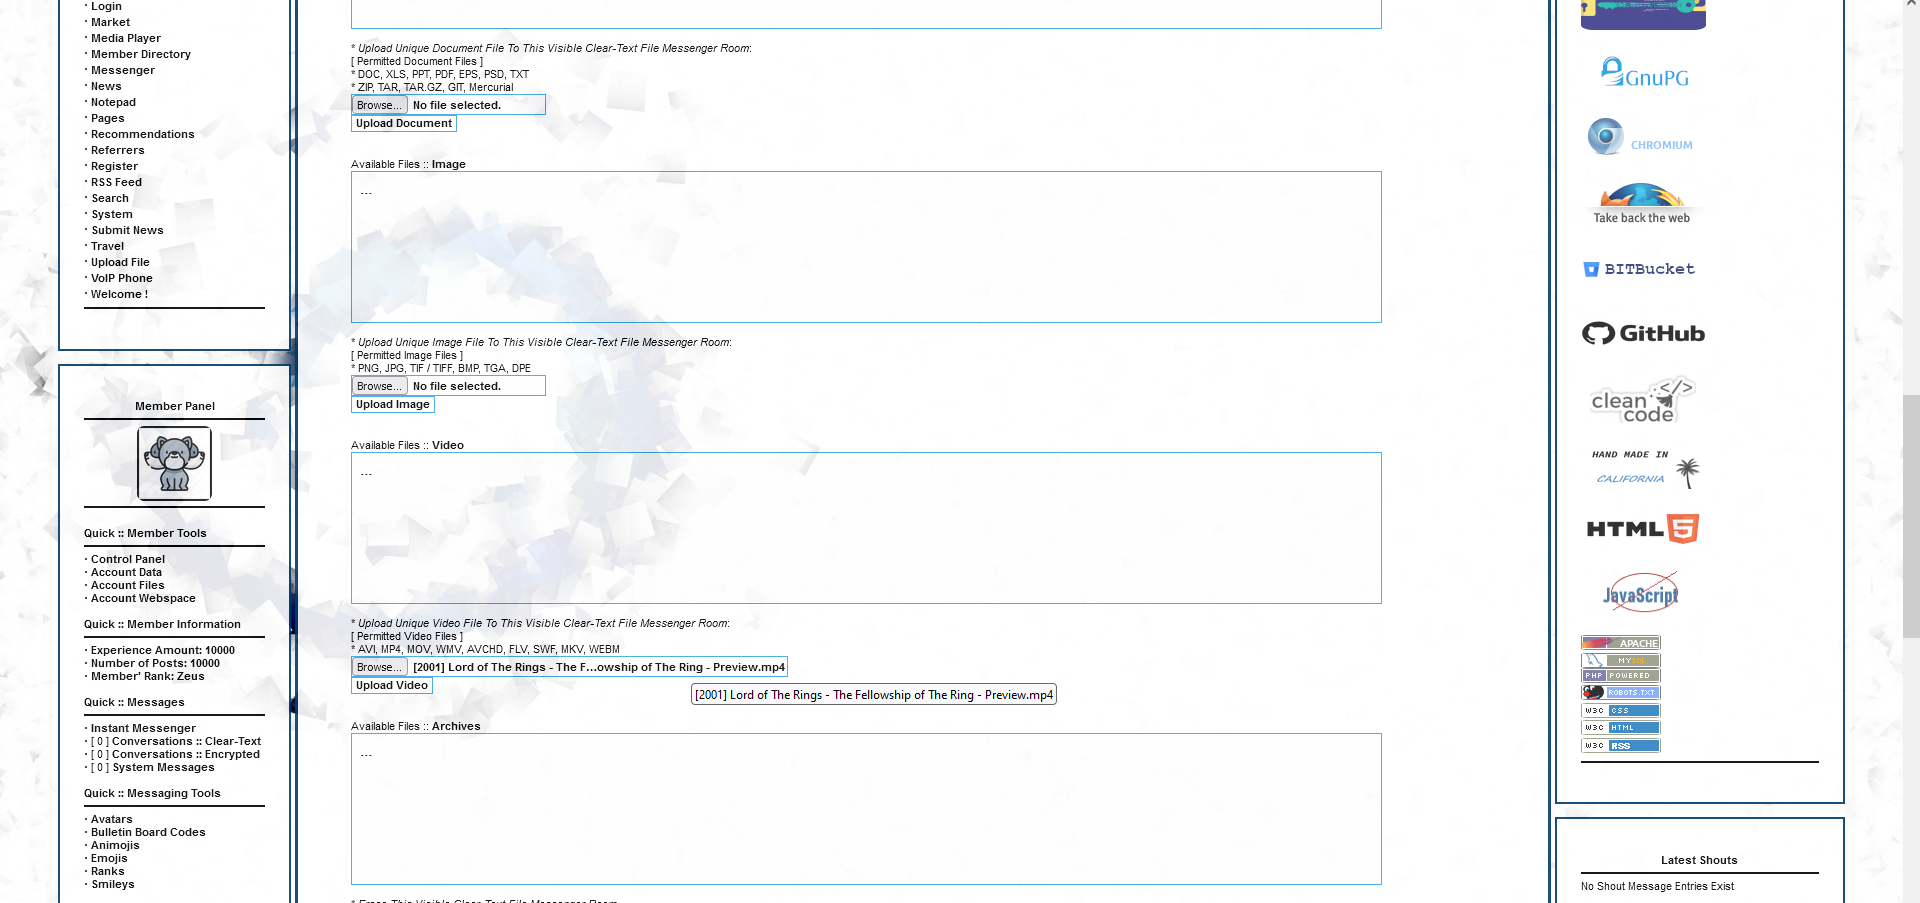 · Login
· Market
· Media Player
· Member Directory
· Messenger
· News
· Notepad
· Pages
· Recommendations
· Referrers
· Register
· RSS Feed
· Search
· System
· Submit News
· Travel
· Upload File
· VoIP Phone
· Welcome !
Member Panel
Quick :: Member Tools
· Control Panel
· Account Data
· Account Files
· Account Webspace
Quick :: Member Information
· Experience Amount: 10000
· Number of Posts: 10000
· Member' Rank: Zeus
Quick :: Messages
· Instant Messenger
· [ 0 ] Conversations :: Clear-Text
· [ 0 ] Conversations :: Encrypted
· [ 0 ] System Messages
Quick :: Messaging Tools
· Avatars
· Bulletin Board Codes
· Animojis
· Emojis
· Ranks
· Smileys
* Upload Unique Document File To This Visible Clear-Text File Messenger Room:
[ Permitted Document Files ]
* DOC, XLS, PPT, PDF, EPS, PSD, TXT
* ZIP, TAR, TAR.GZ, GIT, Mercurial
Browse... No file selected.
Upload Document
Available Files :: Image
---
* Upload Unique Image File To This Visible Clear-Text File Messenger Room:
[ Permitted Image Files ]
* PNG, JPG, TIF / TIFF, BMP, TGA, DPE
Browse... No file selected.
Upload Image
Available Files :: Video
---
* Upload Unique Video File To This Visible Clear-Text File Messenger Room:
[ Permitted Video Files ]
* AVI, MP4, MOV, WMV, AVCHD, FLV, SWF, MKV, WEBM
Browse... [2001] Lord of The Rings - The F...owship of The Ring - Preview.mp4
Upload Video
[2001] Lord of The Rings - The Fellowship of The Ring - Preview.mp4
Available Files :: Archives
---
* Erase This Visible Clear-Text File Messenger Room
GnuPG
CHROMIUM
Take back the web
BITBucket
GitHub
clean </>
code
HAND MADE IN
CALIFORNIA
HTML 5
JavaScript
APACHE
MYSQL
PHP POWERED
ROBOTS.TXT
W3C CSS
W3C HTML
W3C RSS
Latest Shouts
No Shout Message Entries Exist